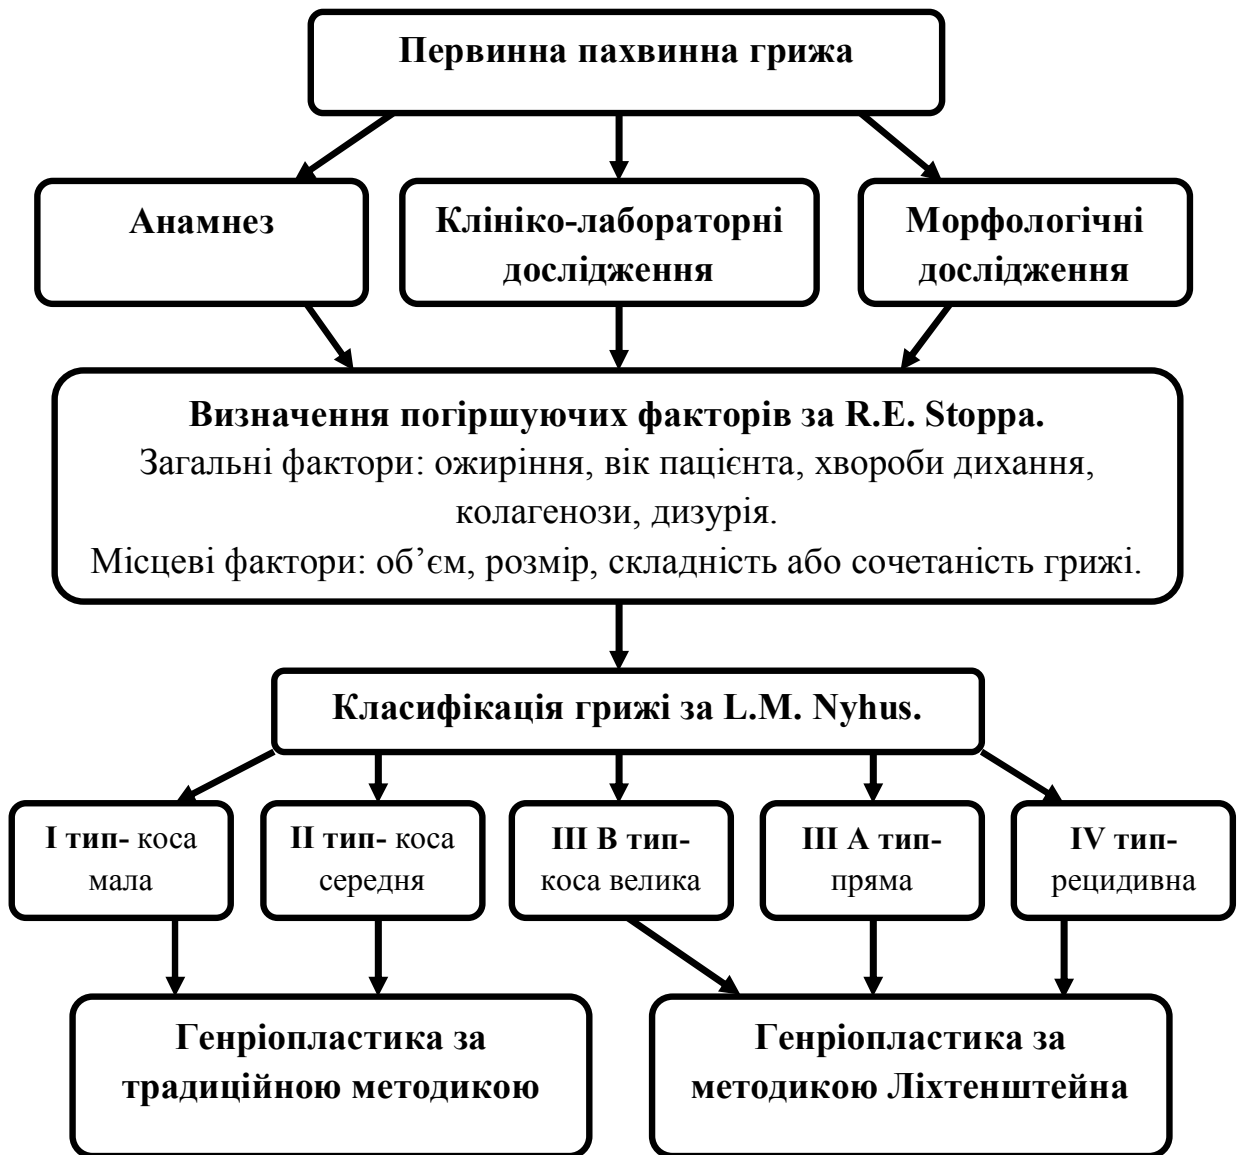 Первинна пахвинна грижа
Анамнез
Клініко-лабораторні
дослідження
Морфологічні
дослідження
Визначення погіршуючих факторів за R.E. Stoppa.
Загальні фактори: ожиріння, вік пацієнта, хвороби дихання,
колагенози, дизурія.
Місцеві фактори: об’єм, розмір, складність або сочетаність грижі.
Класифікація грижі за L.M. Nyhus.
І тип- коса
мала
ІІ тип- коса
середня
ІІІ В тип-
коса велика
ІІІ А тип-
пряма
IV тип-
рецидивна
Генріопластика за
традиційною методикою
Генріопластика за
методикою Ліхтенштейна